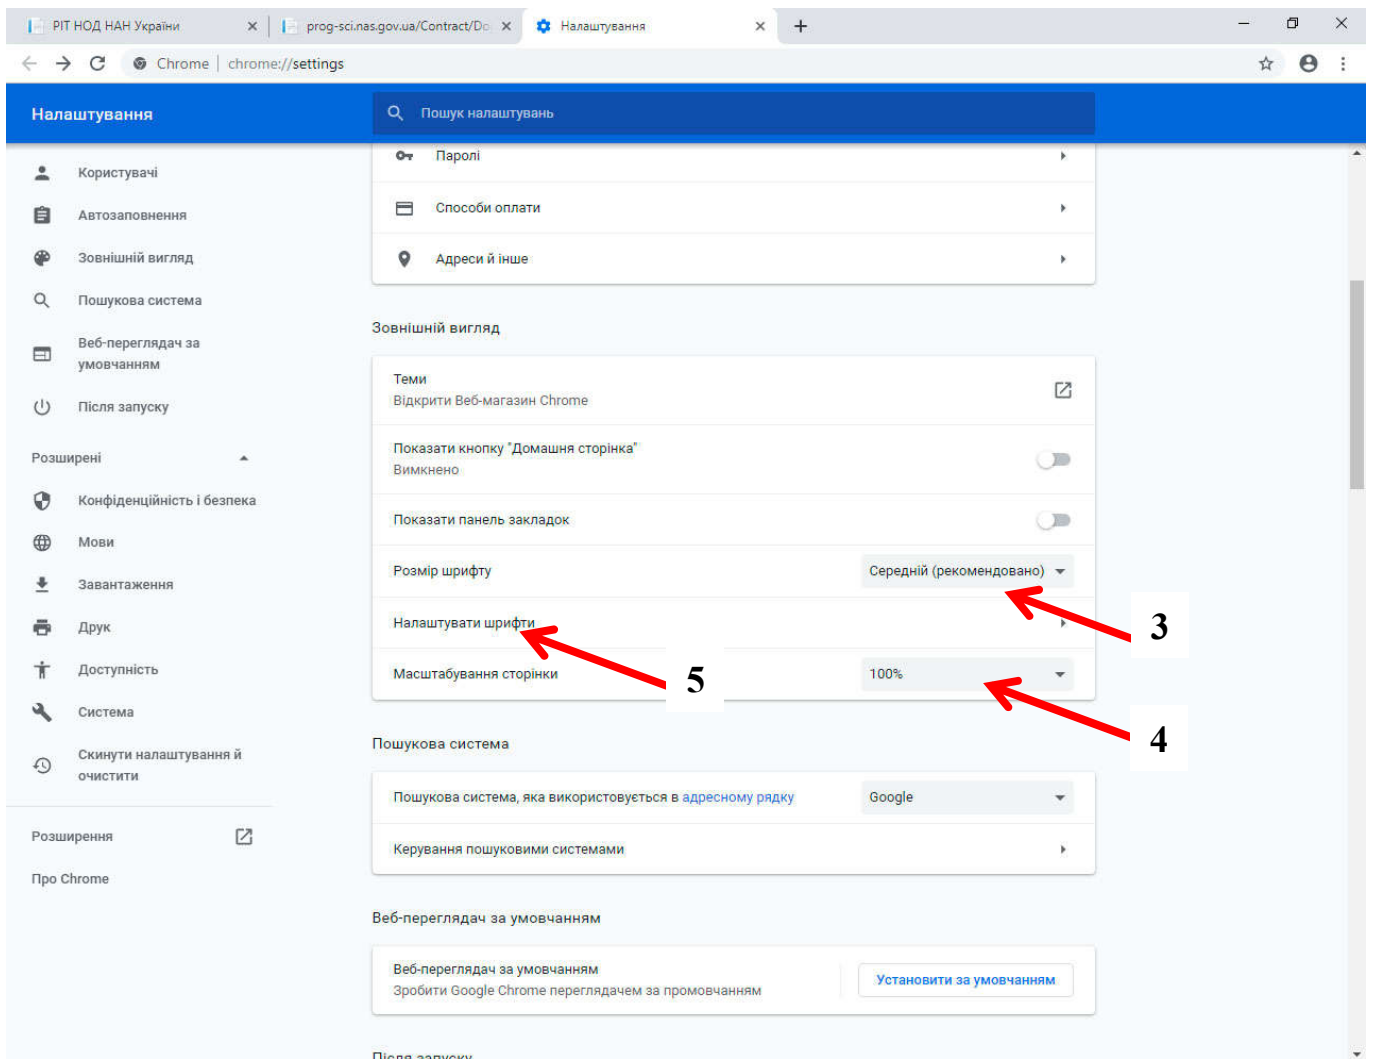 РІТ НОД НАН України
prog-sci.nas.gov.ua/Contract/Do
Налаштування
Chrome | chrome://settings
Налаштування
Пошук налаштувань
Користувачі
Автозаповнення
Зовнішній вигляд
Пошукова система
Веб-переглядач за
умовчанням
Після запуску
Розширені
Конфіденційність і безпека
Мови
Завантаження
Друк
Доступність
Система
Скинути налаштування й
очистити
Розширення
Про Chrome
Паролі
Способи оплати
Адреси й інше
Зовнішній вигляд
Теми
Відкрити Веб-магазин Chrome
Показати кнопку "Домашня сторінка"
Вимкнено
Показати панель закладок
Розмір шрифту
Середній (рекомендовано)
3
Налаштувати шрифти
5
Масштабування сторінки
100%
4
Пошукова система
Пошукова система, яка використовується в адресному рядку
Google
Керування пошуковими системами
Веб-переглядач за умовчанням
Веб-переглядач за умовчанням
Зробити Google Chrome переглядачем за промовчанням
Установити за умовчанням
Після запуску